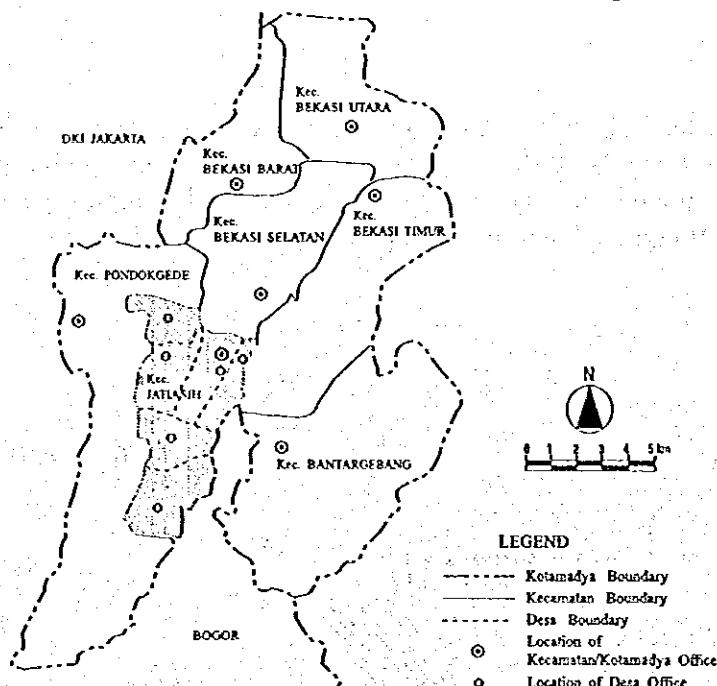 Kec.
BEKASI UTARA
DKI JAKARTA
Kec.
BEKASI BARAT
Kec.
BEKASI SELATAN
Kec.
BEKASI TIMUR
Kec. PONDOKGEDE
Kec.
JATIASIH
N
0 1 2 3 4 5 km
Kec. BANTARGEBANG
LEGEND
Kotamadya Boundary
Kecamatan Boundary
Desa Boundary
Location of
Kecamatan/Kotamadya Office
Location of Desa Office
BOGOR